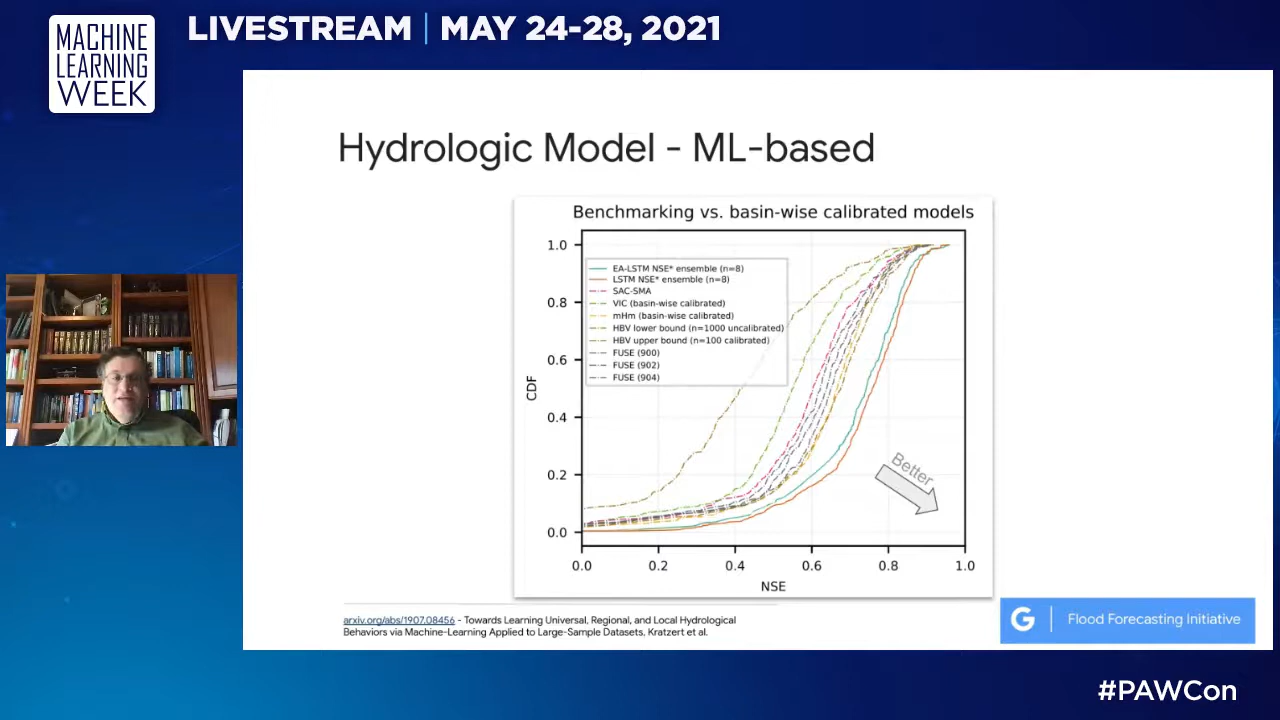 MACHINE
LEARNING
WEEK
LIVESTREAM | MAY 24-28, 2021
Hydrologic Model - ML-based
Benchmarking vs. basin-wise calibrated models
1.0
0.8
0.6
0.4
0.2
0.0
CDF
EA-LSTM NSE* ensemble (n=8)
LSTM NSE* ensemble (n=8)
SAC-SMA
VIC (basin-wise calibrated)
mHm (basin-wise calibrated)
HBV lower bound (n=1000 uncalibrated)
HBV upper bound (n=100 calibrated)
FUSE (900)
FUSE (902)
FUSE (904)
Better
0.0 0.2 0.4 0.6 0.8 1.0
NSE
arxiv.org/abs/1907.08456 - Towards Learning Universal, Regional, and Local Hydrological
Behaviors via Machine-Learning Applied to Large-Sample Datasets, Kratzert et al.
G | Flood Forecasting Initiative
#PAWCon